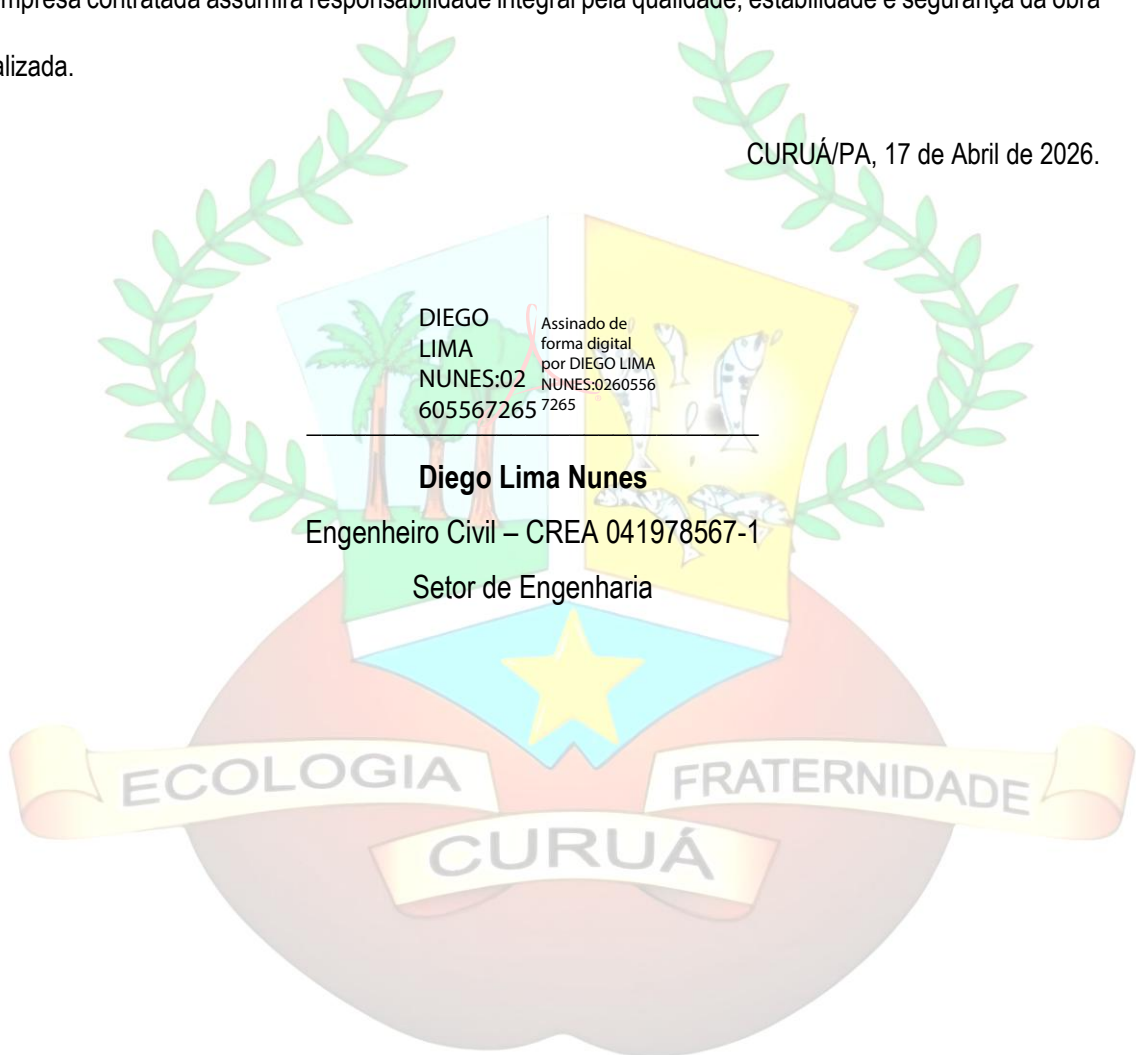 mpresa contratada assumirá responsabilidade integral pela qualidade, estabilidade e segurança da obra
alizada.
CURUÁ/PA, 17 de Abril de 2026.
DIEGO
LIMA
NUNES:02
605567265
Assinado de
forma digital
por DIEGO LIMA
NUNES:0260556
7265
Diego Lima Nunes
Engenheiro Civil – CREA 041978567-1
Setor de Engenharia
ECOLOGIA
FRATERNIDADE
CURUÁ